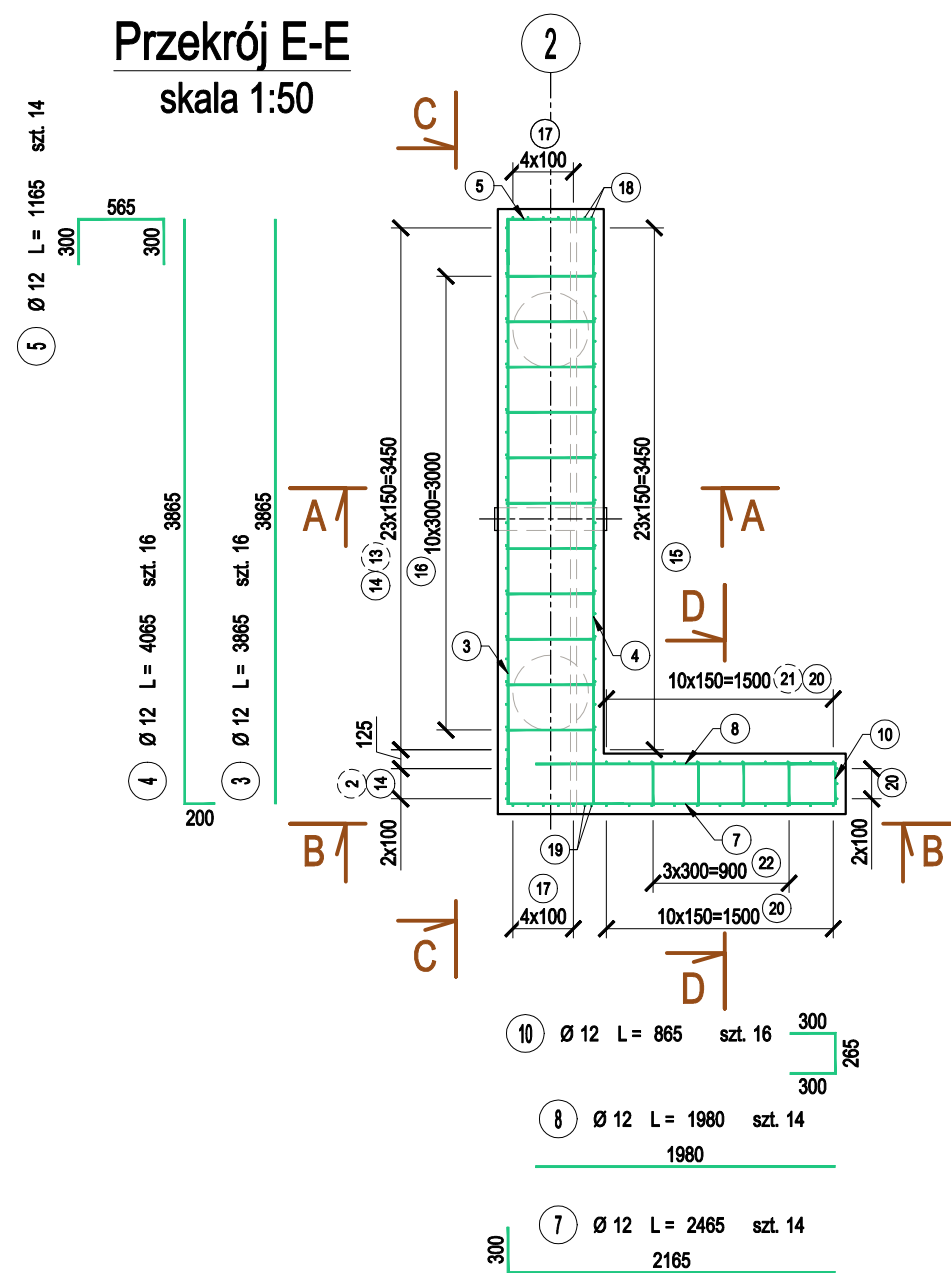 Przekrój E-E
skala 1:50
2
C
17
4x100
5
18
5 Ø 12 L = 1165 szt. 14
565
300
300
3865
3865
4 Ø 12 L = 4065 szt. 16
3 Ø 12 L = 3865 szt. 16
200
23x150=3450
13
14
10x300=3000
16
23x150=3450
15
A
A
D
3
4
10x150=1500 21 20
125
8
10
2 14
20
2x100
2x100
B
B
19
7
3x300=900 22
17
4x100
10x150=1500 20
C
D
10 Ø 12 L = 865 szt. 16
300
265
300
8 Ø 12 L = 1980 szt. 14
1980
7 Ø 12 L = 2465 szt. 14
300
2165